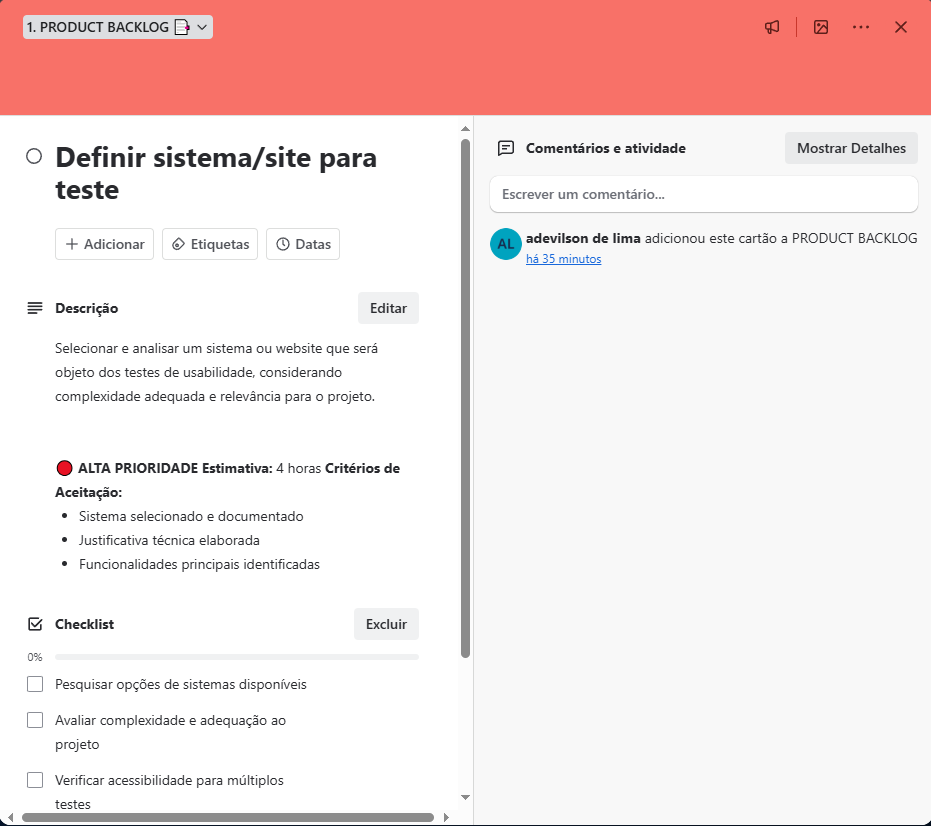 1. PRODUCT BACKLOG
Definir sistema/site para
teste
Adicionar
Etiquetas
Datas
Descrição
Editar
Selecionar e analisar um sistema ou website que será
objeto dos testes de usabilidade, considerando
complexidade adequada e relevância para o projeto.
ALTA PRIORIDADE Estimativa: 4 horas Critérios de
Aceitação:
Sistema selecionado e documentado
Justificativa técnica elaborada
Funcionalidades principais identificadas
Checklist
Excluir
0%
Pesquisar opções de sistemas disponíveis
Avaliar complexidade e adequação ao
projeto
Verificar acessibilidade para múltiplos
testes
Comentários e atividade
Mostrar Detalhes
Escrever um comentário...
AL
adevilson de lima adicionou este cartão a PRODUCT BACKLOG
há 35 minutos